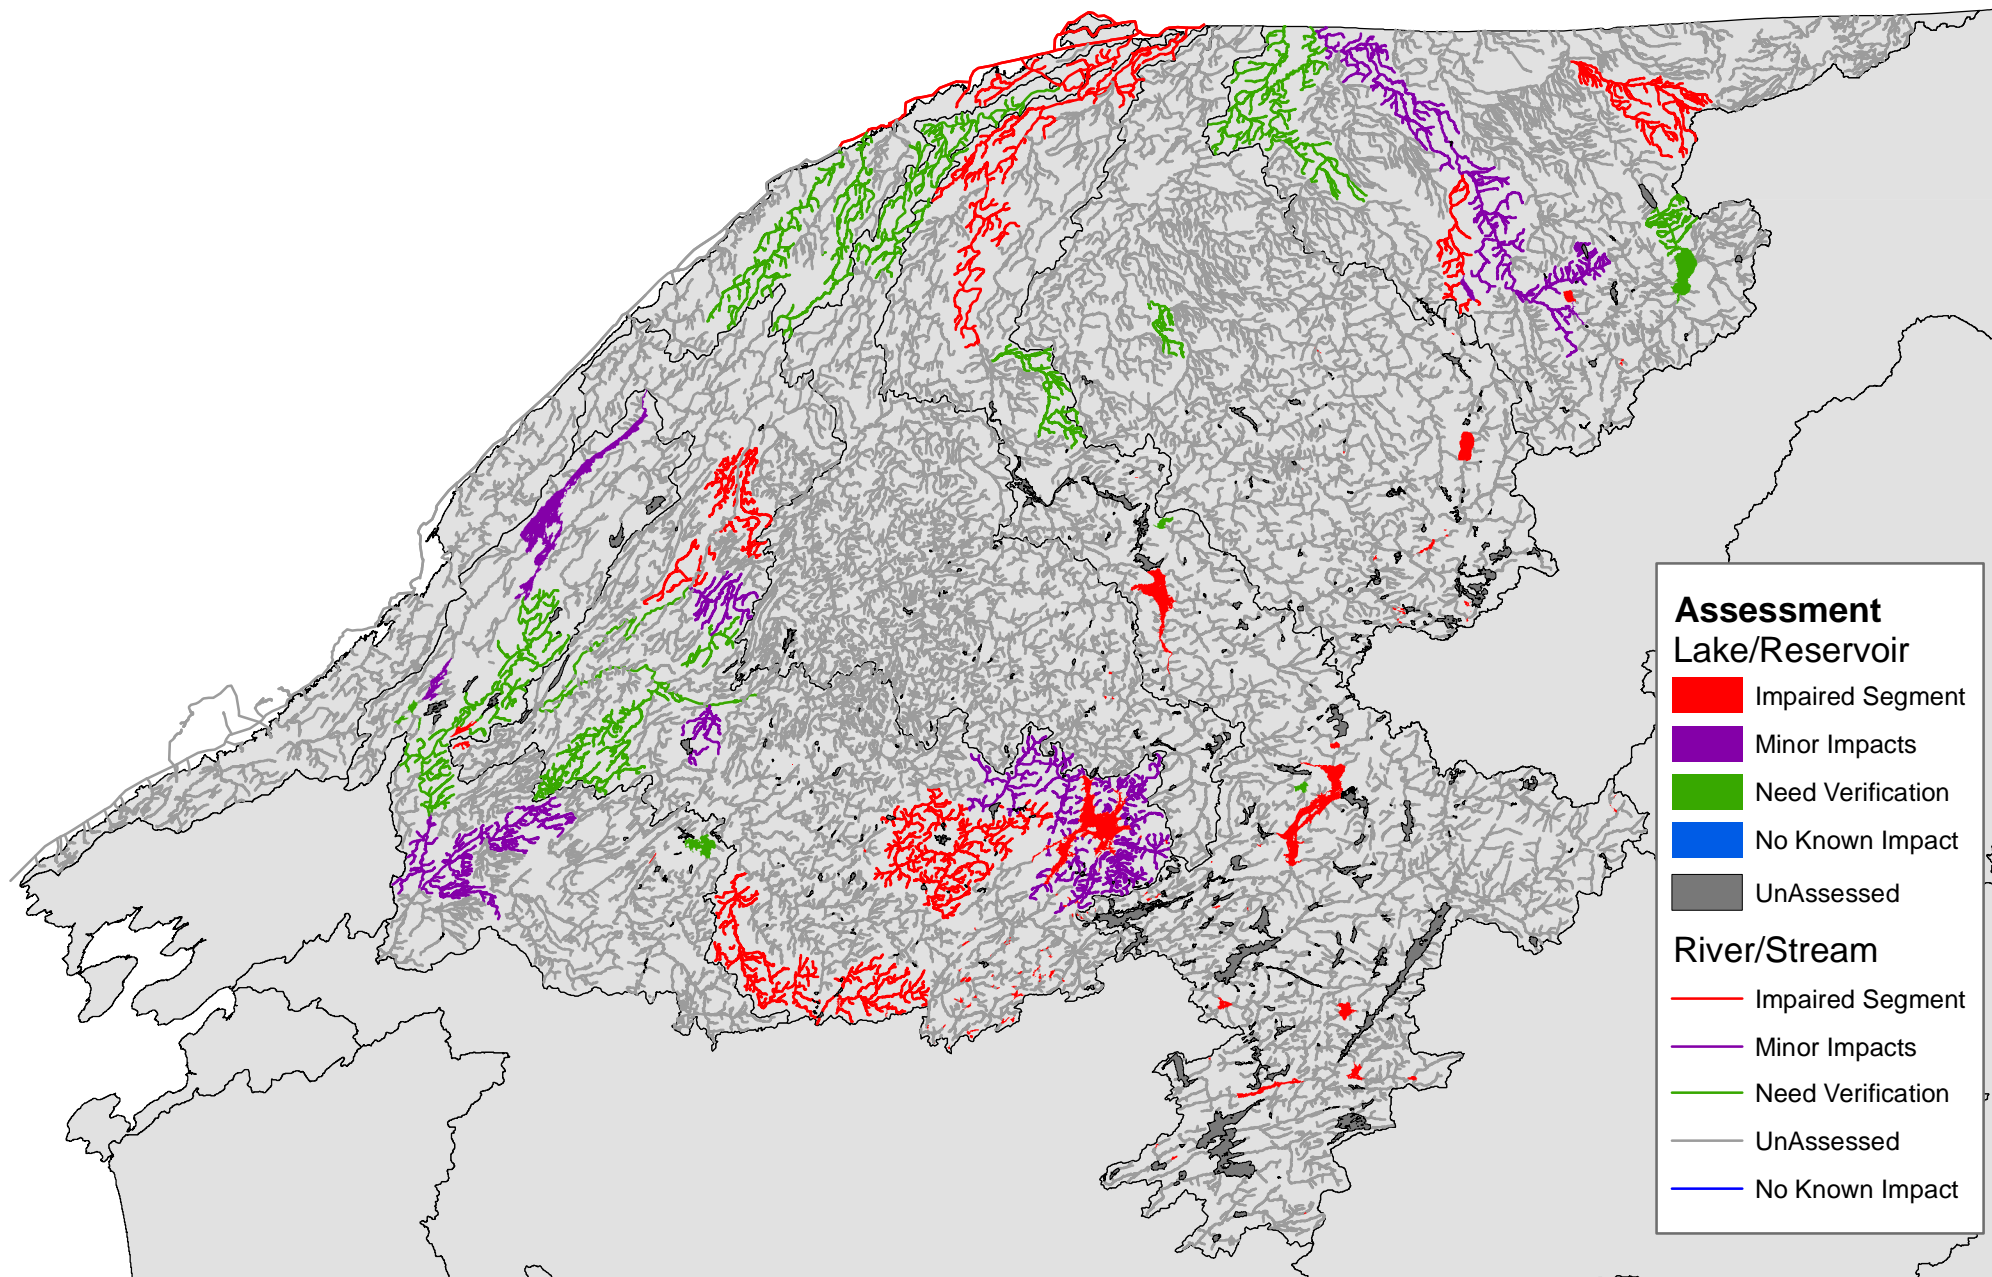 Assessment
Lake/Reservoir
Impaired Segment
Minor Impacts
Need Verification
No Known Impact
UnAssessed
River/Stream
Impaired Segment
Minor Impacts
Need Verification
UnAssessed
No Known Impact